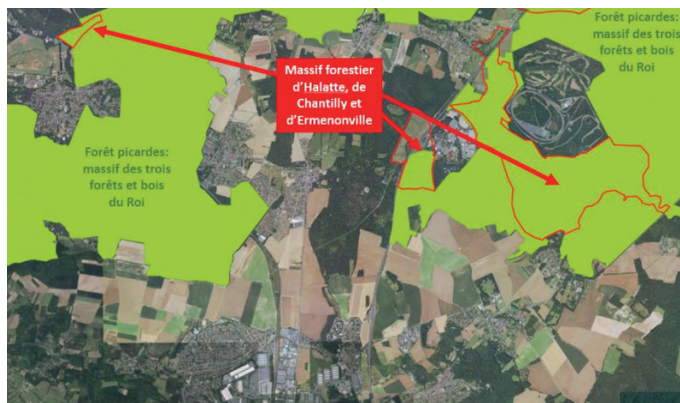 Forêt picardes:
massif des trois
forêts et bois
du Roi
Massif forestier
d'Halatte, de
Chantilly et
d'Ermenonville
Forêt picardes:
massif des trois
forêts et bois
du Roi